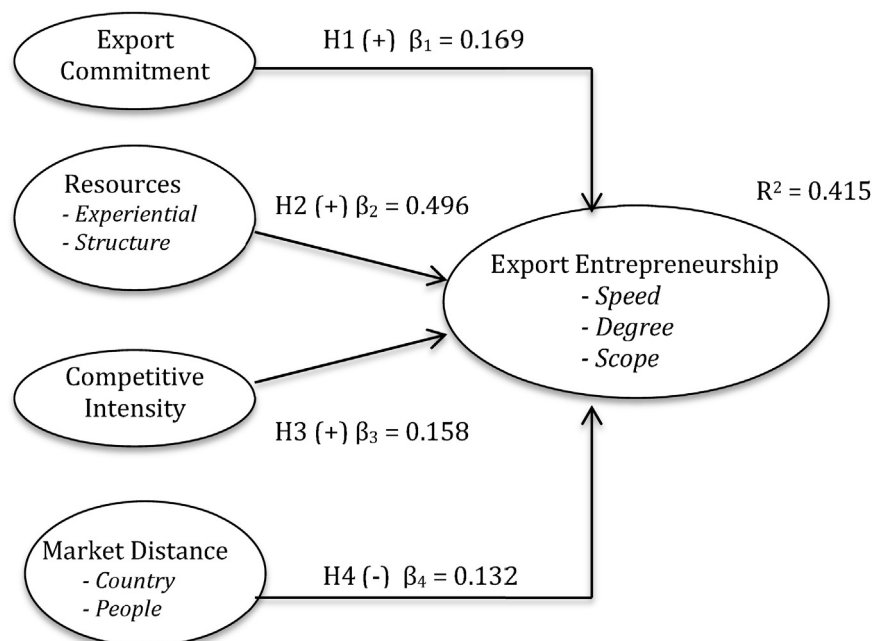 Export
Commitment
H1 (+) β₁ = 0.169
Resources
- Experiential
- Structure
H2 (+) β₂ = 0.496
R² = 0.415
Export Entrepreneurship
- Speed
- Degree
- Scope
Competitive
Intensity
H3 (+) β₃ = 0.158
Market Distance
- Country
- People
H4 (-) β₄ = 0.132